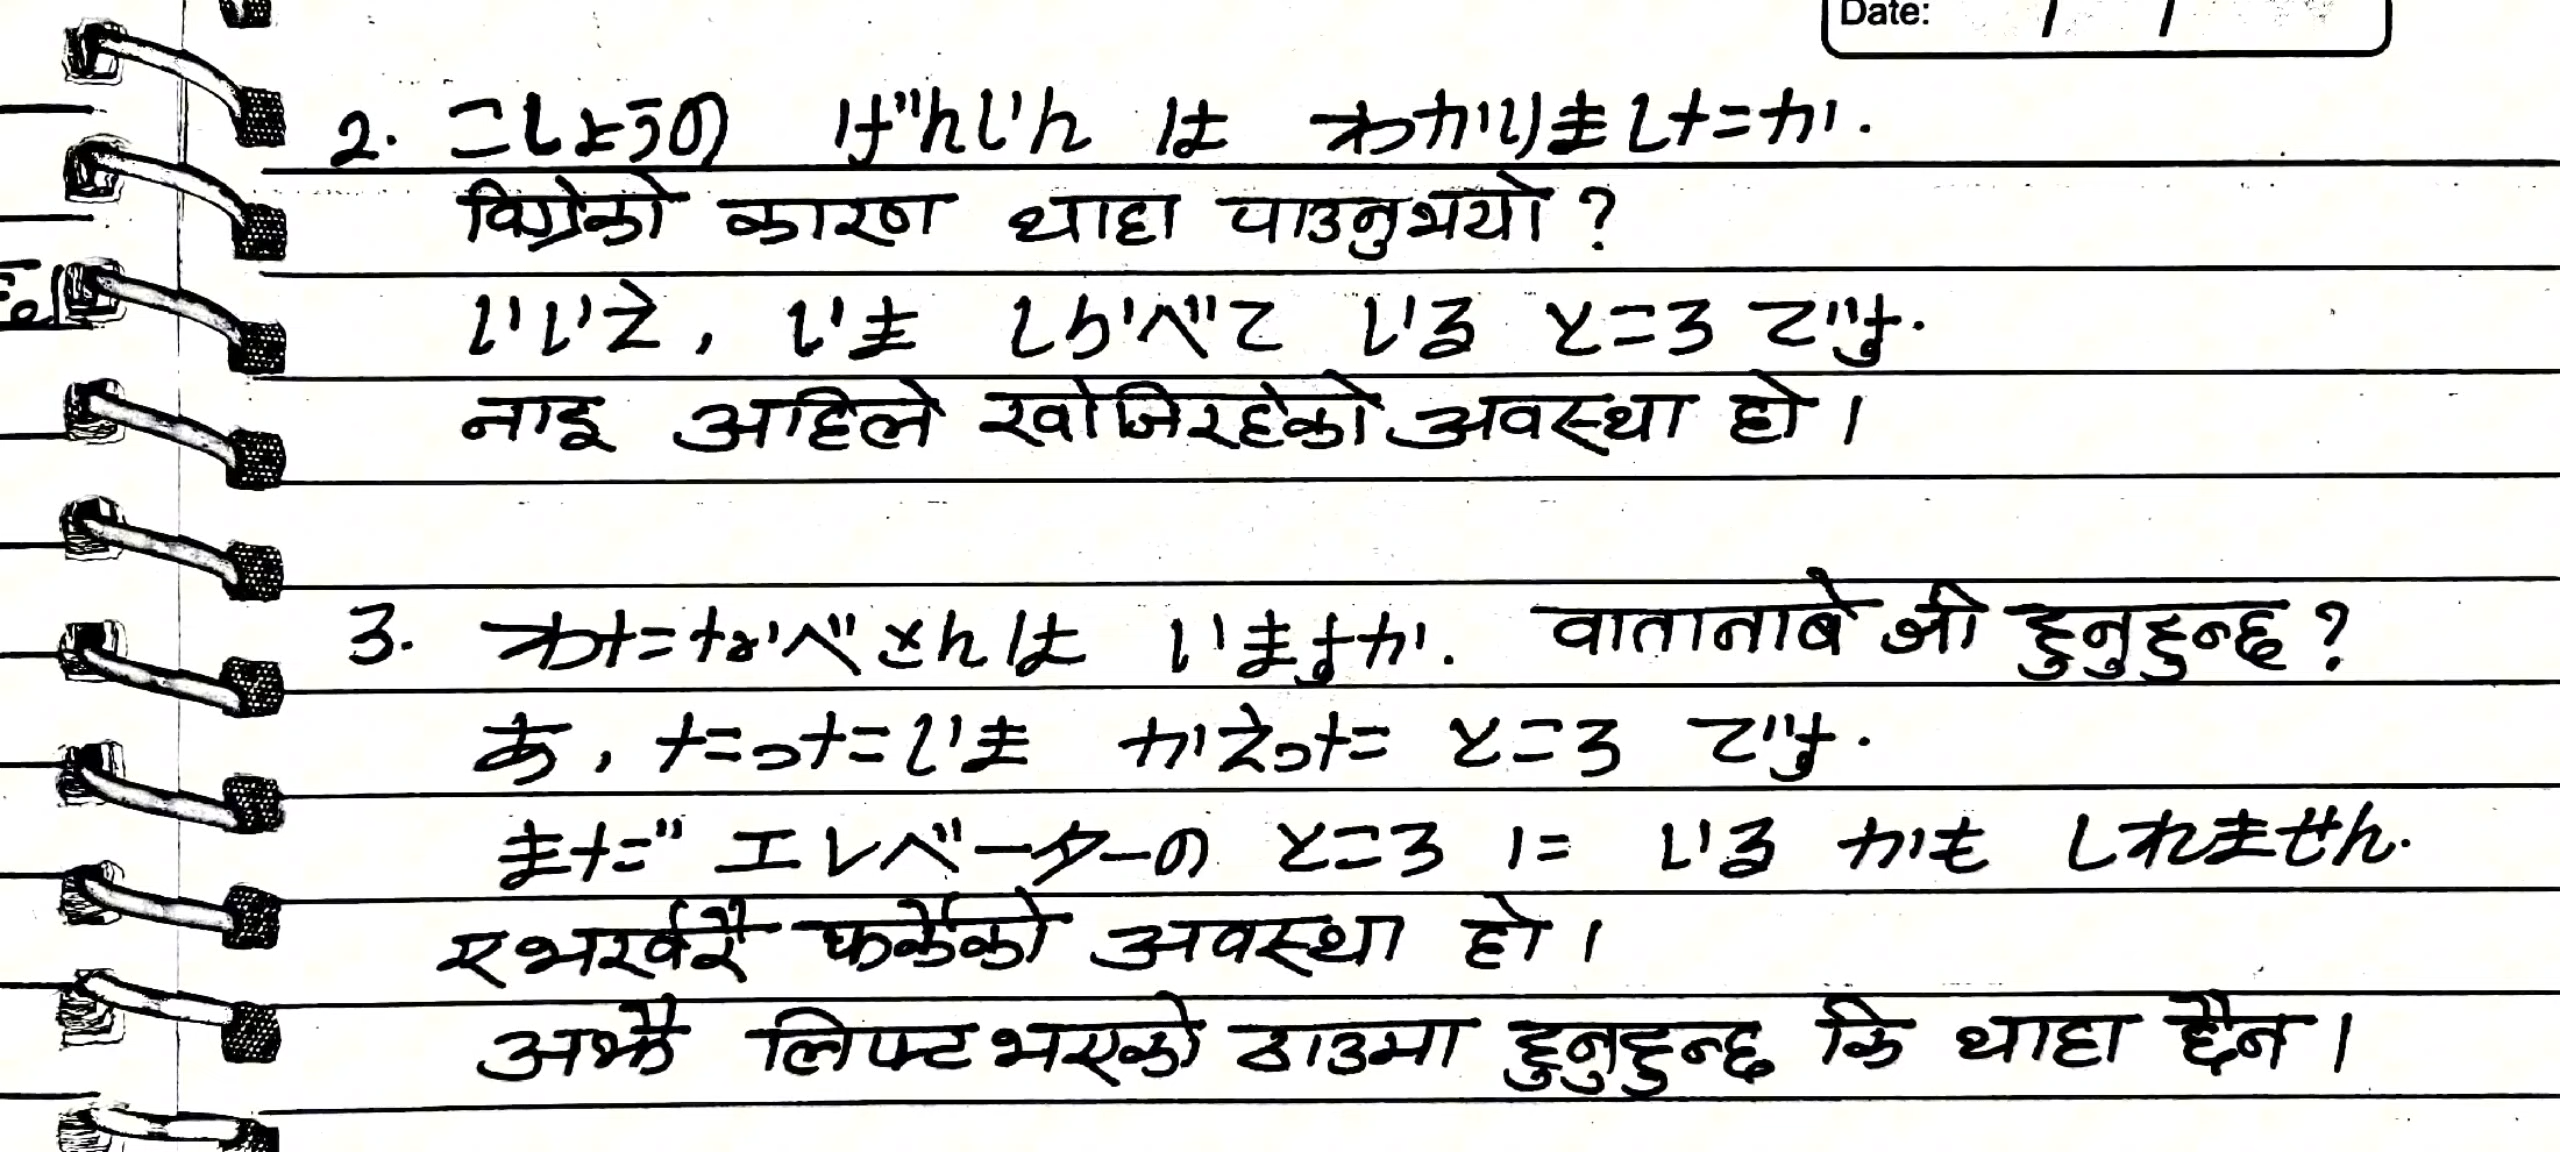 Date: / /
2. こしょうの げんいん は わかりましたか.
विग्रेको कारण थाहा पाउनुभयो ?
いいえ, いま しらべて いる ところ です.
नाइ अहिले खोजिरहेको अवस्था हो ।
3. わたなべ さんは いますか. वातानाबे जी हुनुहुन्छ ?
あ, たったいま かえった ところ です.
まだ エレベーターの ところ に いる かも しれません.
ए भर्खरै फर्केको अवस्था हो ।
अझै लिफ्ट भएको ठाउमा हुनुहुन्छ कि थाहा छैन ।